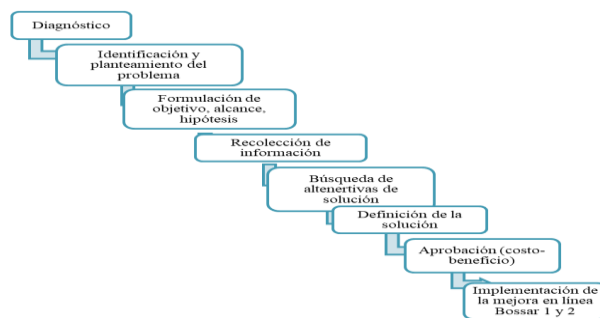 Diagnóstico
Identificación y
planteamiento del
problema
Formulación de
objetivo, alcance,
hipótesis
Recolección de
información
Búsqueda de
altenertivas de
solución
Definición de la
solución
Aprobación (costo-
beneficio)
Implementación de
la mejora en línea
Bossar 1 y 2